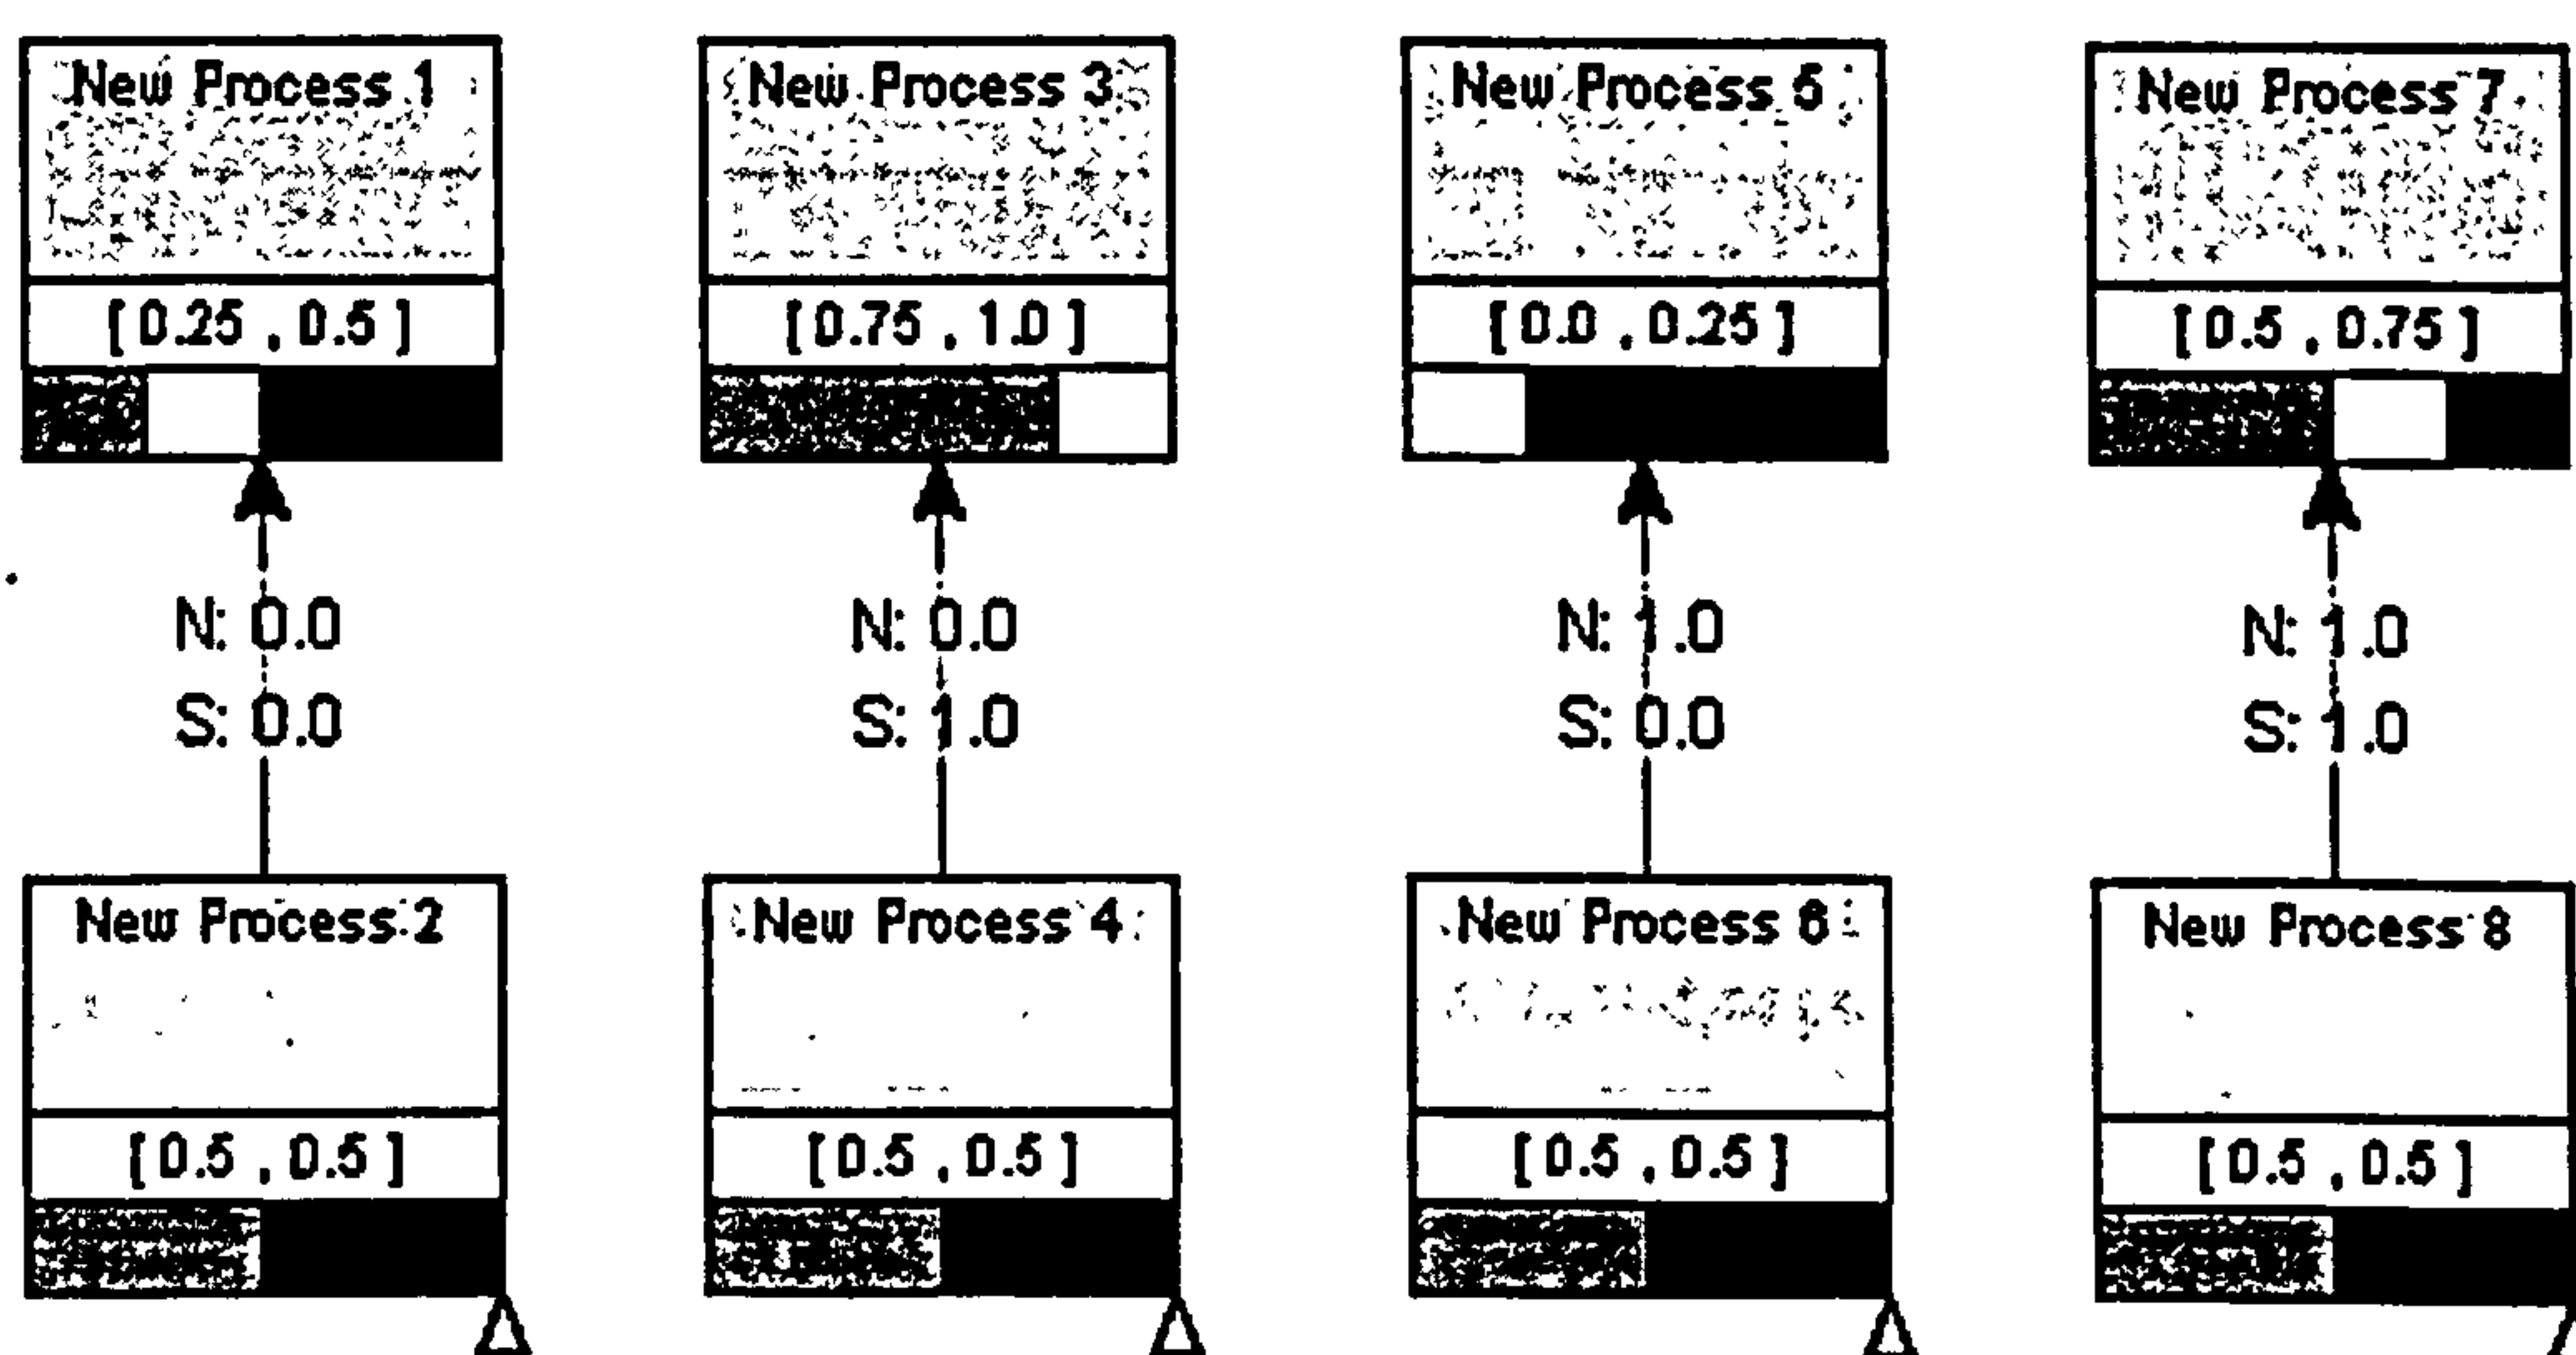 New Process 1
[0.25 , 0.5]
N: 0.0
S: 0.0
New Process 2
[0.5 , 0.5]
New Process 3
[0.75 , 1.0]
N: 0.0
S: 1.0
New Process 4
[0.5 , 0.5]
New Process 5
[0.0 , 0.25]
N: 1.0
S: 0.0
New Process 6
[0.5 , 0.5]
New Process 7
[0.5 , 0.75]
N: 1.0
S: 1.0
New Process 8
[0.5 , 0.5]